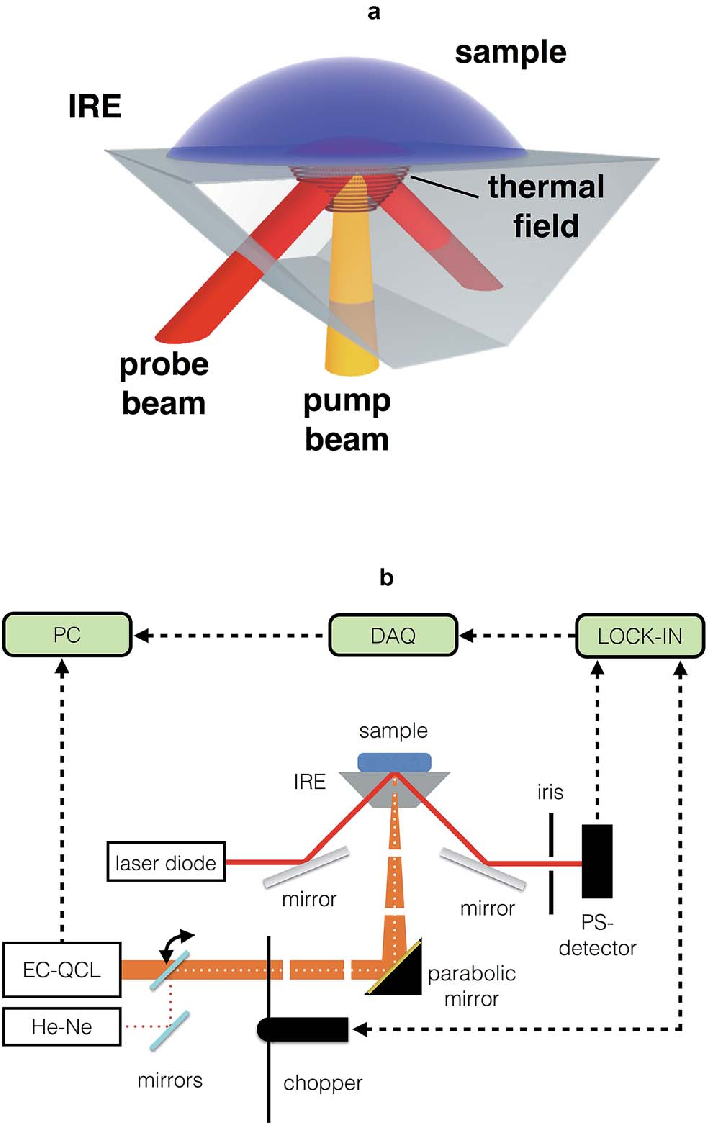 a
sample
IRE
thermal
field
probe
beam
pump
beam
b
PC
DAQ
LOCK-IN
sample
IRE
iris
laser diode
mirror
mirror
PS-
detector
EC-QCL
parabolic
mirror
He-Ne
mirrors
chopper